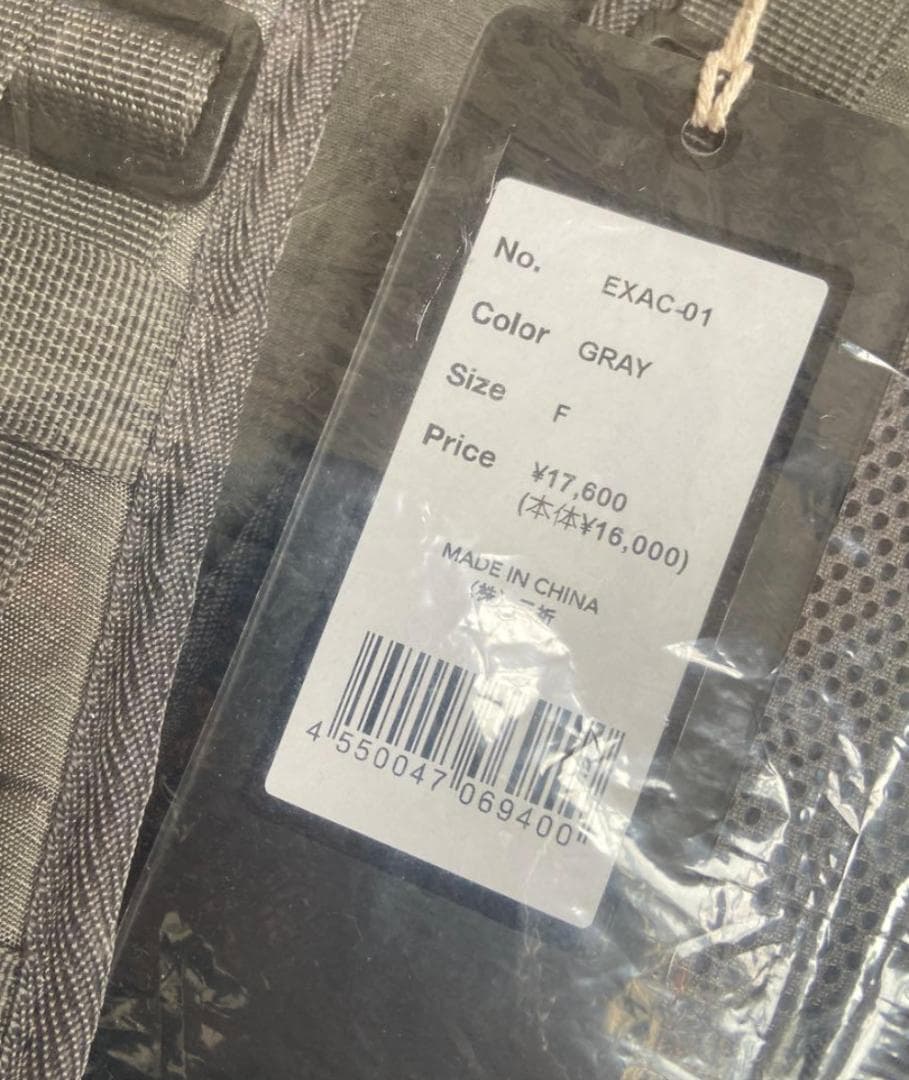 No. EXAC-01
Color GRAY
Size F
Price ¥17,600
(本体¥16,000)
MADE IN CHINA
(株)
4 550047 069400